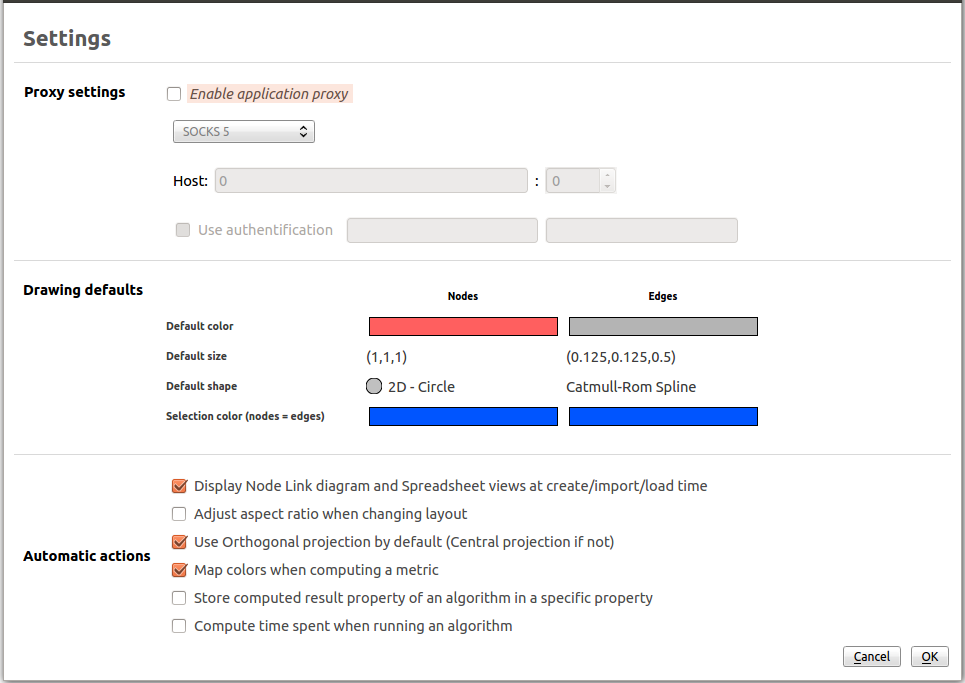 Settings
Proxy settings
Enable application proxy
SOCKS 5
Host: 0 : 0
Use authentification
Drawing defaults
Nodes Edges
Default color
Default size (1,1,1) (0.125,0.125,0.5)
Default shape 2D - Circle Catmull-Rom Spline
Selection color (nodes = edges)
Automatic actions
Display Node Link diagram and Spreadsheet views at create/import/load time
Adjust aspect ratio when changing layout
Use Orthogonal projection by default (Central projection if not)
Map colors when computing a metric
Store computed result property of an algorithm in a specific property
Compute time spent when running an algorithm
Cancel OK